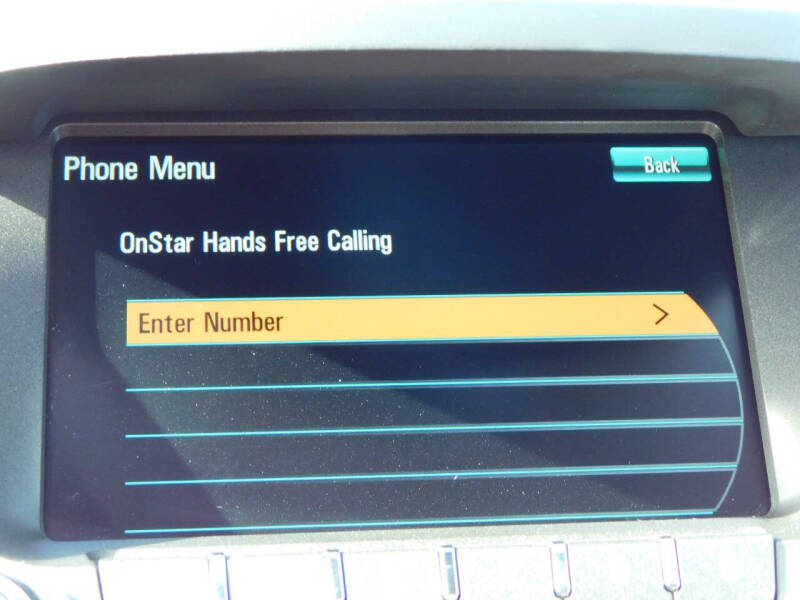 Phone Menu
Back
OnStar Hands Free Calling
Enter Number >